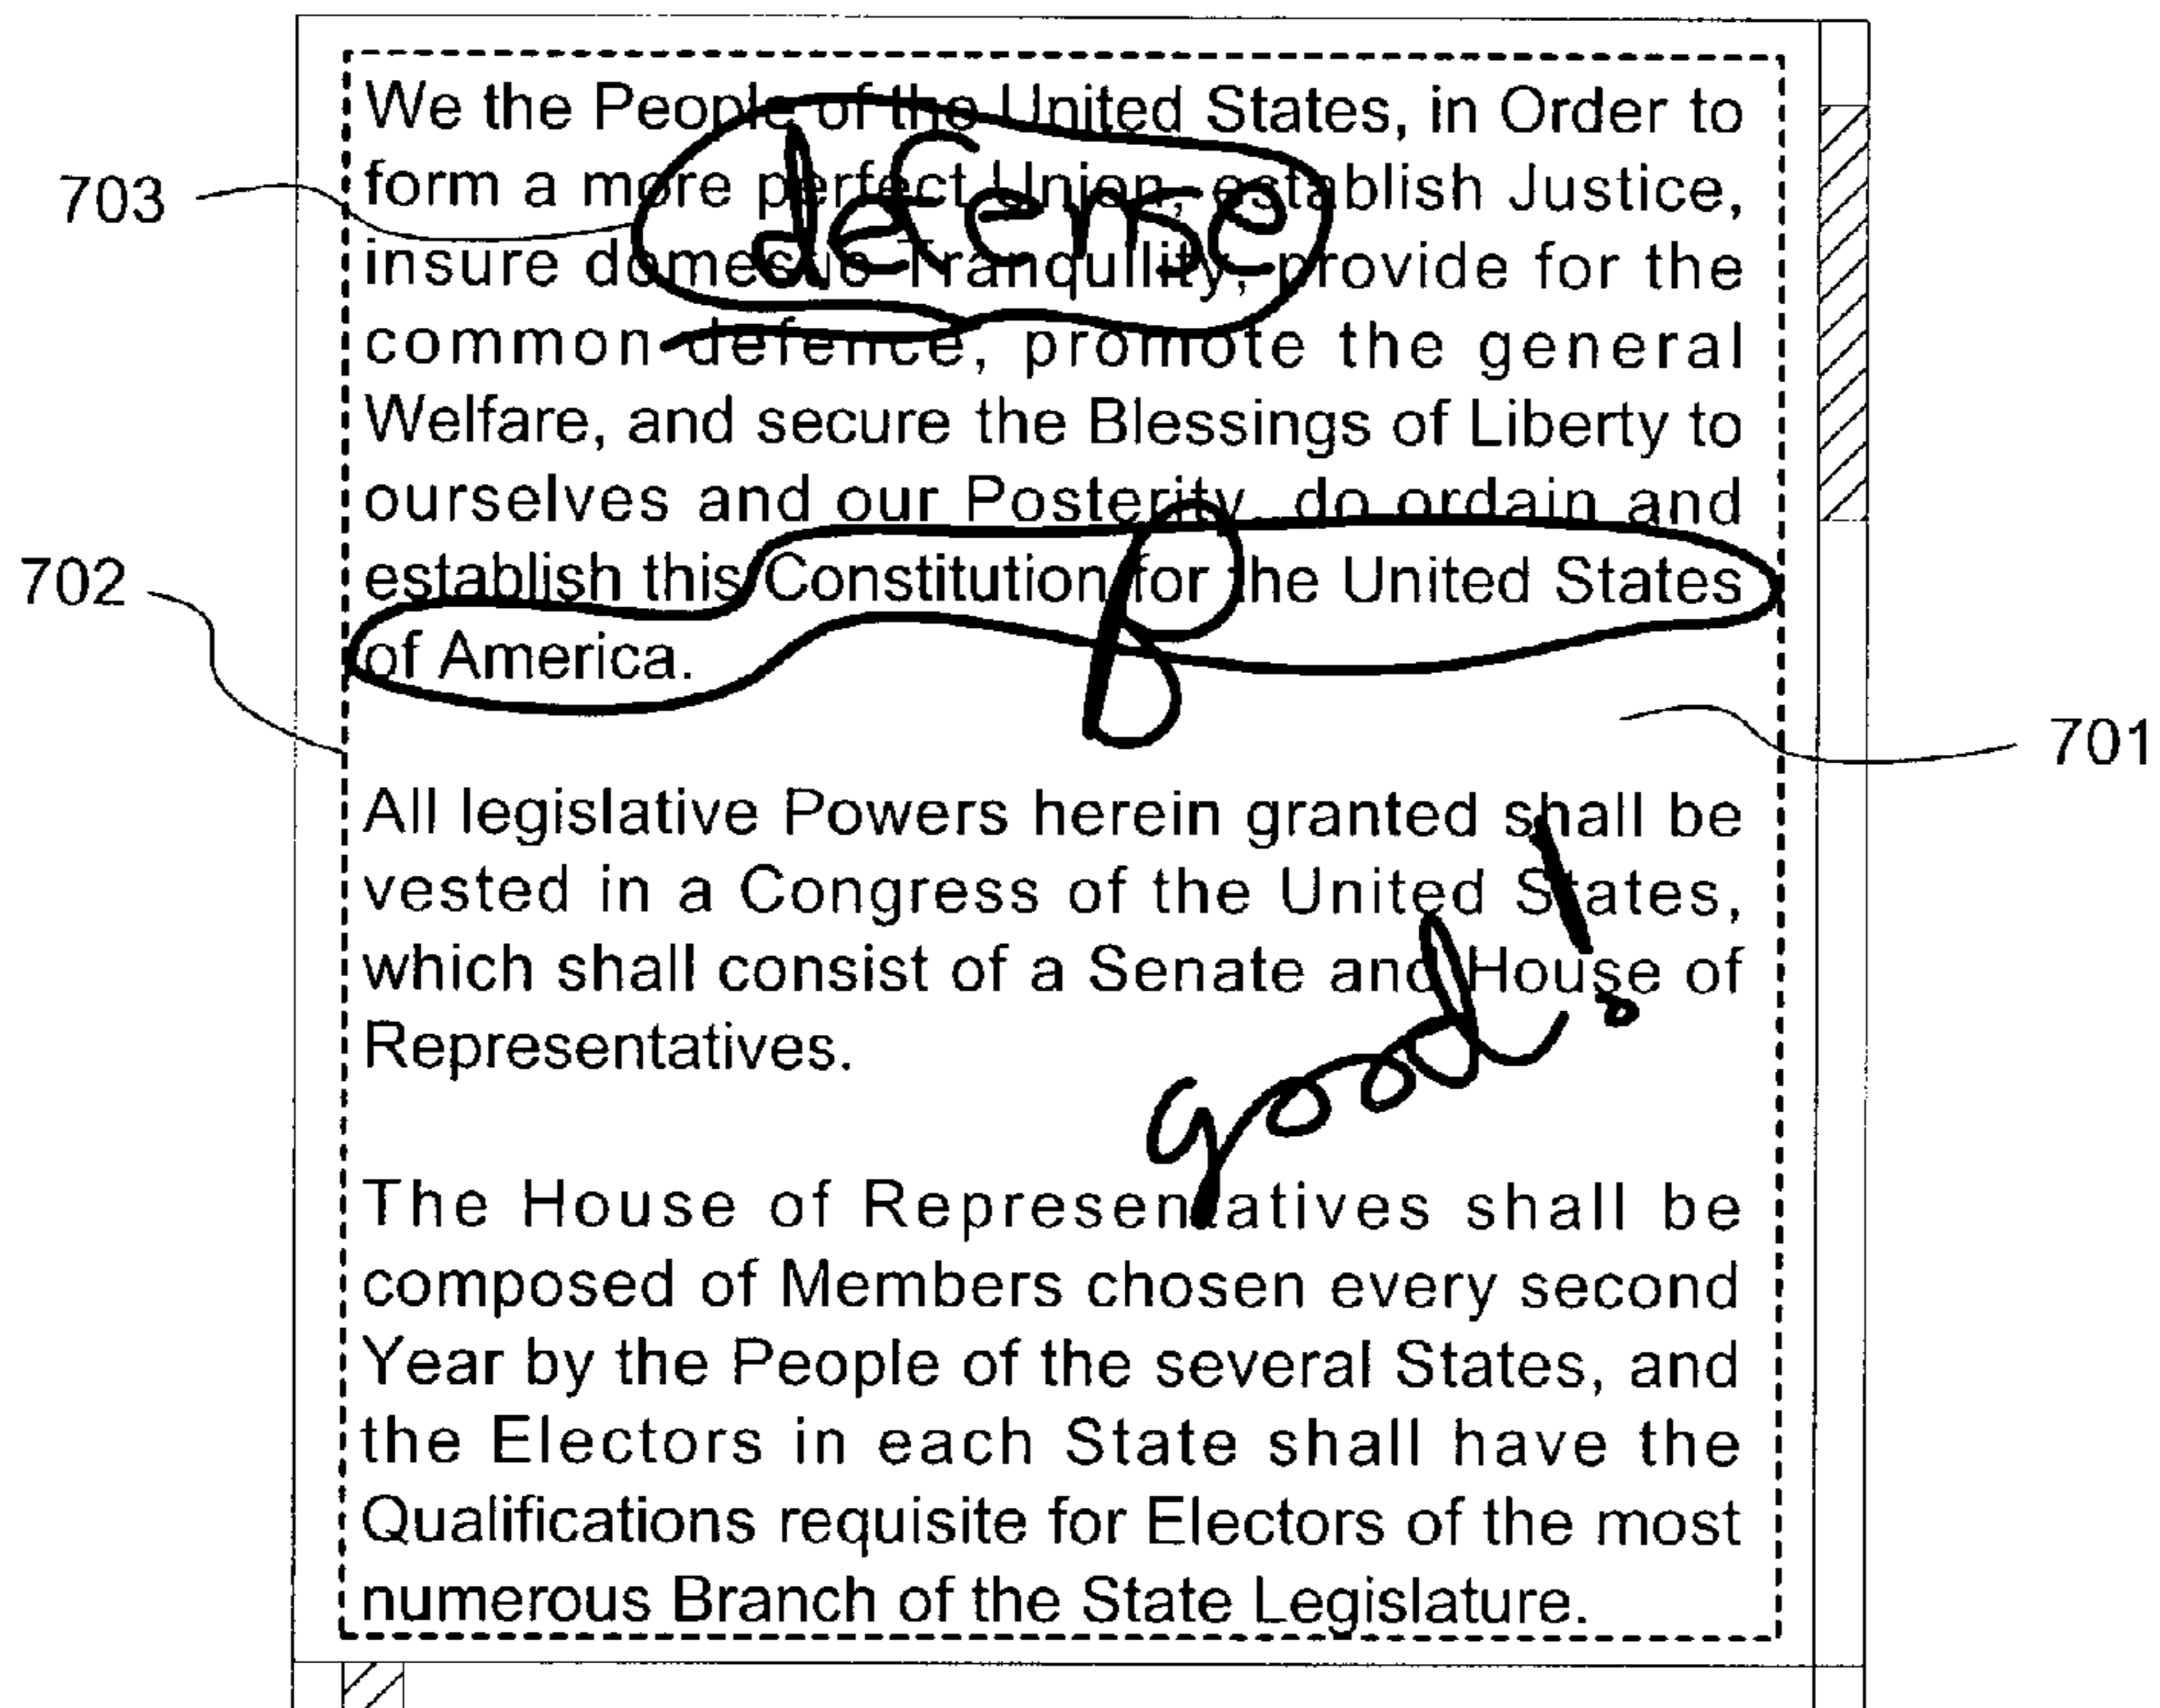 We the People of the United States, in Order to
defense
form a more perfect Union, establish Justice,
703
insure domestic Tranquility, provide for the
common defence, promote the general
Welfare, and secure the Blessings of Liberty to
ourselves and our Posterity, do ordain and
establish this Constitution for the United States
702
of America.
B
701
All legislative Powers herein granted shall be
vested in a Congress of the United States,
which shall consist of a Senate and House of
Representatives.
good!
The House of Representatives shall be
composed of Members chosen every second
Year by the People of the several States, and
the Electors in each State shall have the
Qualifications requisite for Electors of the most
numerous Branch of the State Legislature.